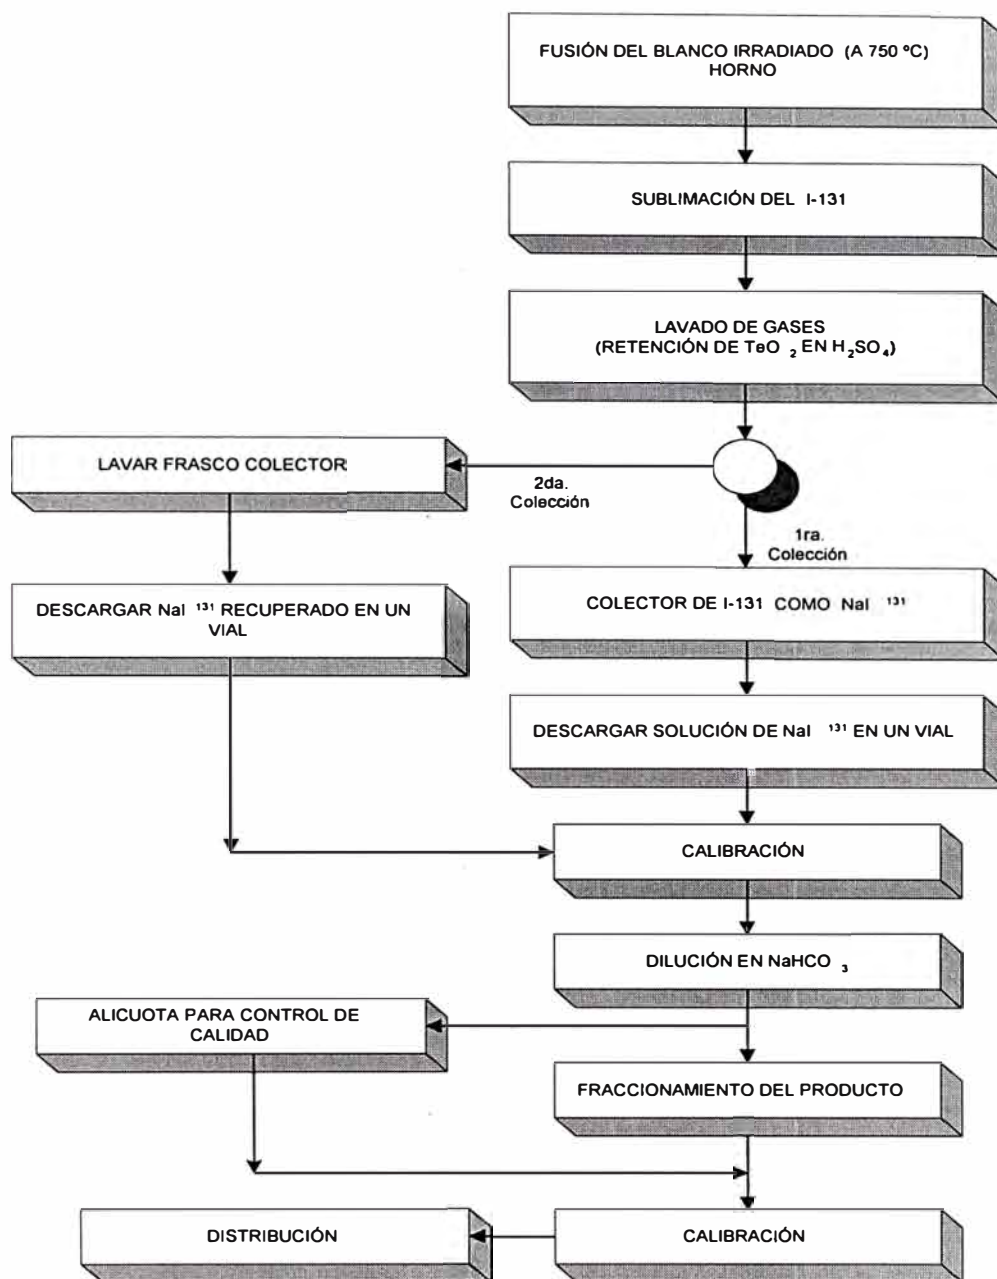 FUSIÓN DEL BLANCO IRRADIADO (A 750 ºC)
HORNO
SUBLIMACIÓN DEL I-131
LAVADO DE GASES
(RETENCIÓN DE TeO ₂ EN H₂SO₄)
LAVAR FRASCO COLECTOR
2da.
Colección
1ra.
Colección
DESCARGAR NaI ¹³¹ RECUPERADO EN UN
VIAL
COLECTOR DE I-131 COMO NaI ¹³¹
DESCARGAR SOLUCIÓN DE NaI ¹³¹ EN UN VIAL
CALIBRACIÓN
DILUCIÓN EN NaHCO ₃
ALICUOTA PARA CONTROL DE
CALIDAD
FRACCIONAMIENTO DEL PRODUCTO
DISTRIBUCIÓN
CALIBRACIÓN